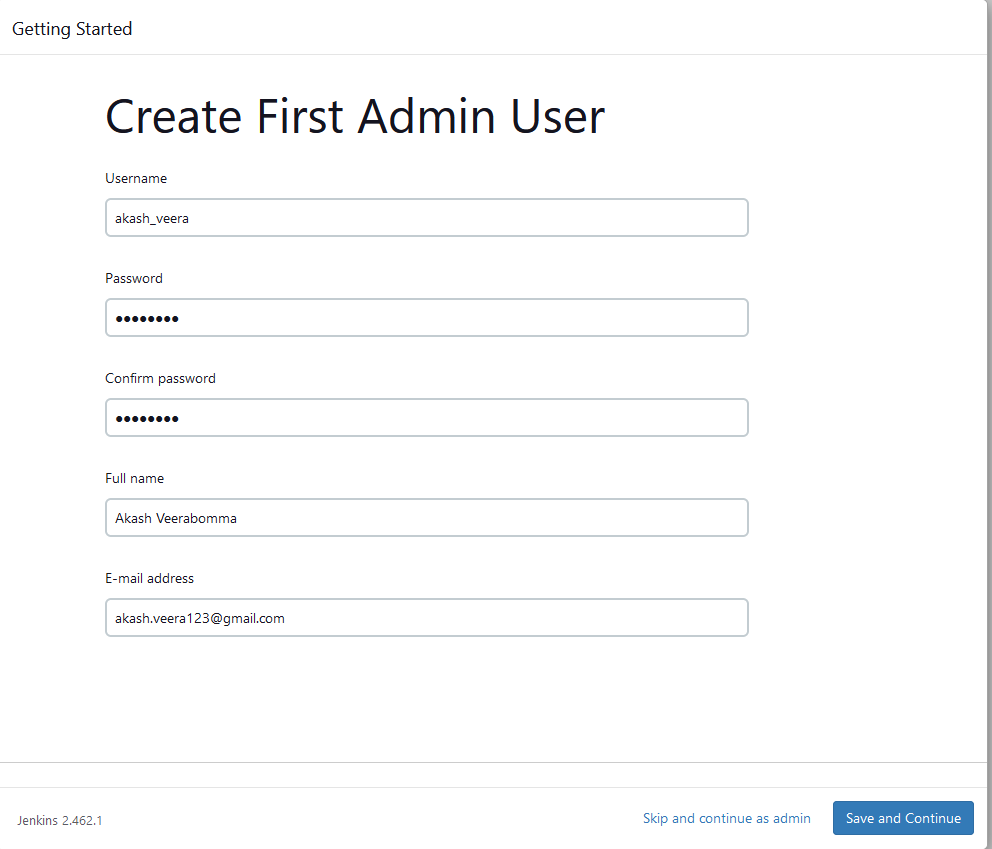 Getting Started
Create First Admin User
Username
akash_veera
Password
••••••••
Confirm password
••••••••
Full name
Akash Veerabomma
E-mail address
akash.veera123@gmail.com
Jenkins 2.462.1
Skip and continue as admin
Save and Continue